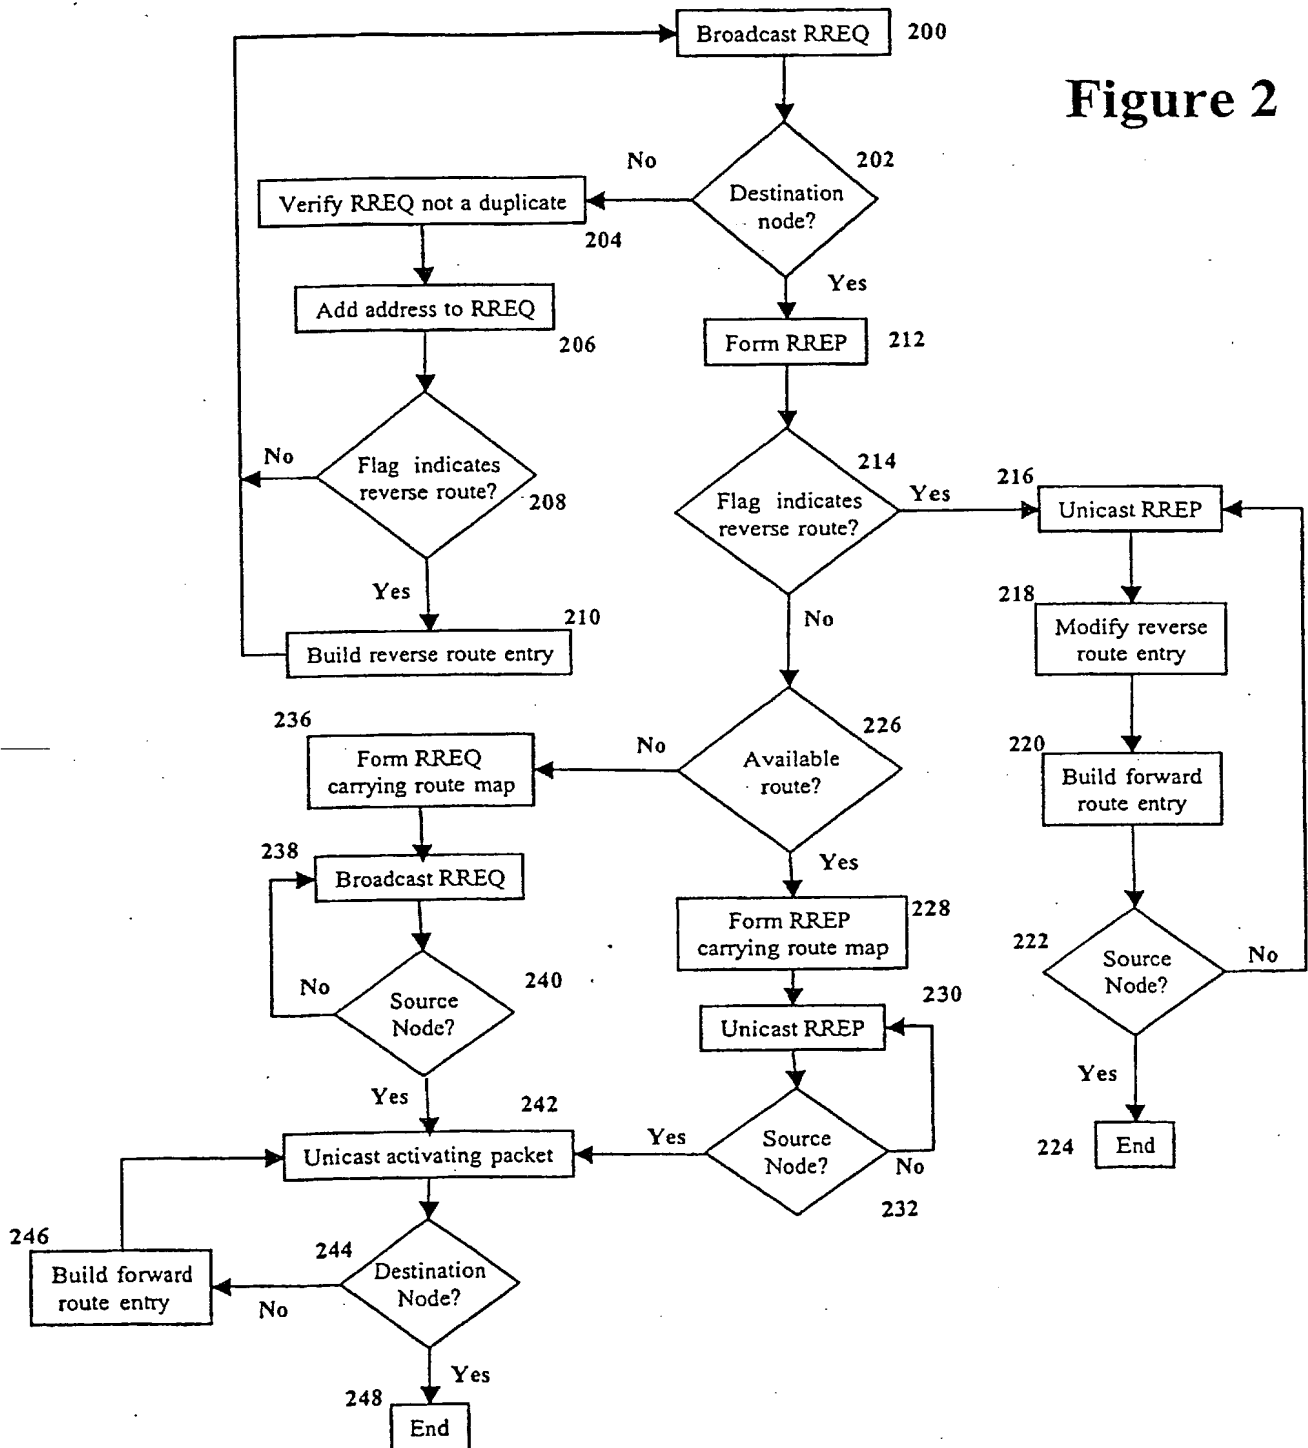 Broadcast RREQ
200
Figure 2
No
202
Destination
node?
Verify RREQ not a duplicate
204
Yes
Add address to RREQ
206
Form RREP
212
No
Flag indicates
reverse route?
208
214
Flag indicates
reverse route?
Yes
216
Unicast RREP
Yes
210
Build reverse route entry
No
218
Modify reverse
route entry
236
Form RREQ
carrying route map
No
226
Available
route?
220
Build forward
route entry
238
Broadcast RREQ
Yes
228
Form RREP
carrying route map
222
Source
Node?
No
No
240
Source
Node?
230
Unicast RREP
Yes
242
Unicast activating packet
Yes
Source
Node?
No
232
Yes
224
End
246
Build forward
route entry
244
Destination
Node?
No
Yes
248
End